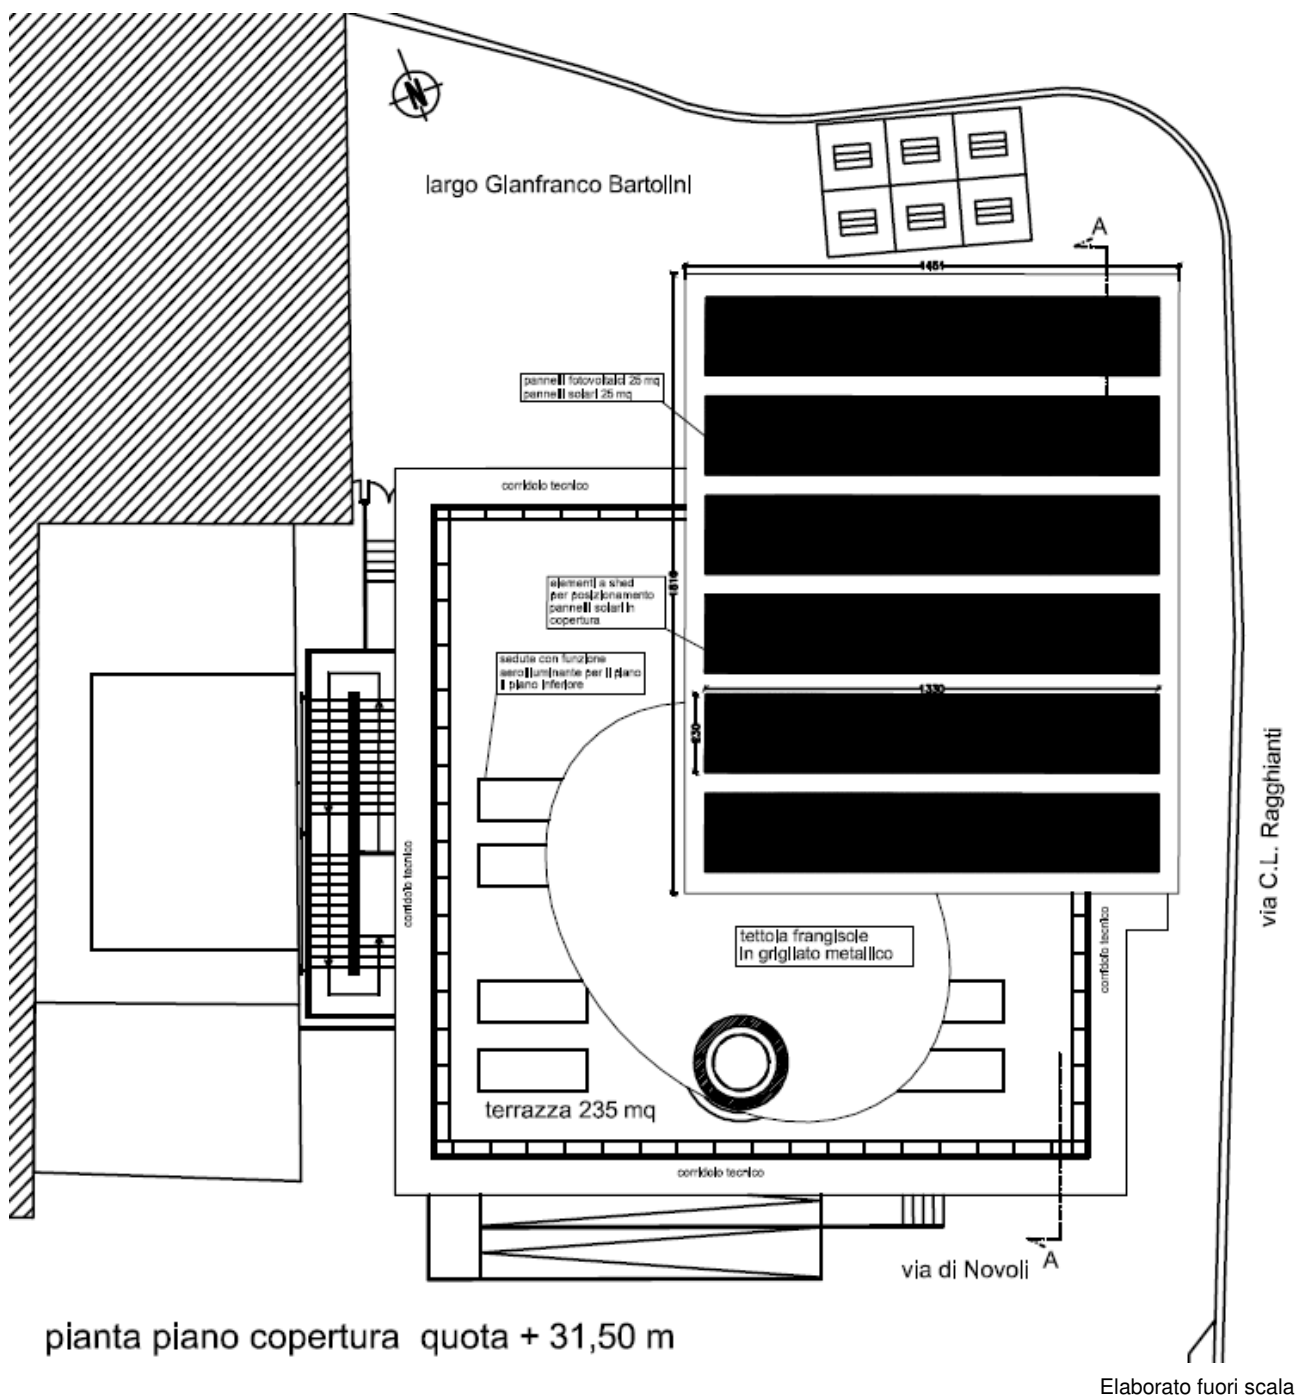 N
largo Gianfranco Bartolini
A
1451
pannelli fotovoltaici 25 mq
pannelli solari 25 mq
corridoio tecnico
elementi a shed
per posizionamento
pannelli solari in
copertura
1816
sedute con funzione
aeroilluminante per il piano
il piano inferiore
1330
230
via C.L. Ragghianti
corridoio tecnico
tettoia frangisole
in grigliato metallico
corridoio tecnico
terrazza 235 mq
corridoio tecnico
via di Novoli
A
pianta piano copertura quota + 31,50 m
Elaborato fuori scala